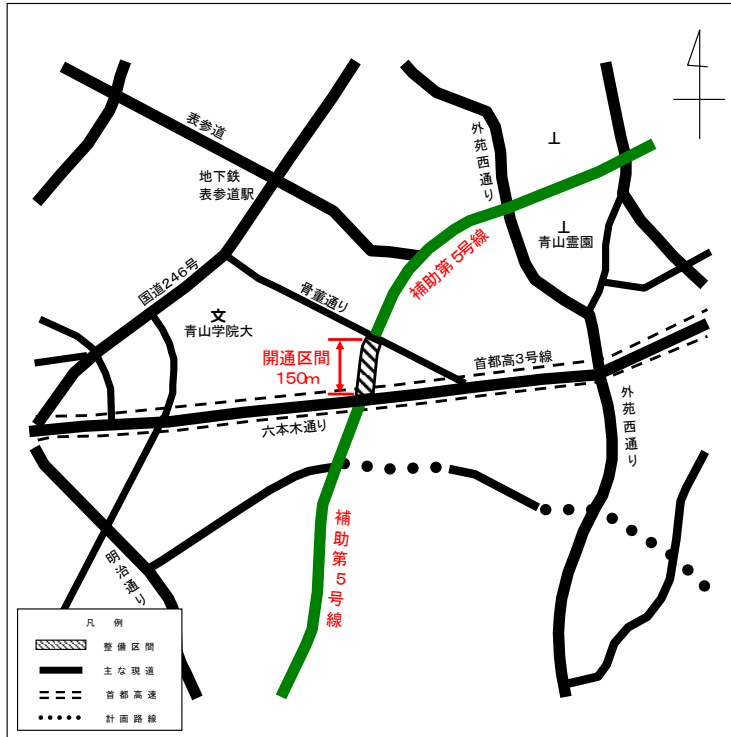 表参道
地下鉄
表参道駅
外苑西通り
青山霊園
補助第5号線
国道246号
骨董通り
文
青山学院大
開通区間
150m
首都高3号線
六本木通り
外苑西通り
補助第5号線
明治通り
凡例
整備区間
主な現道
首都高速
計画路線